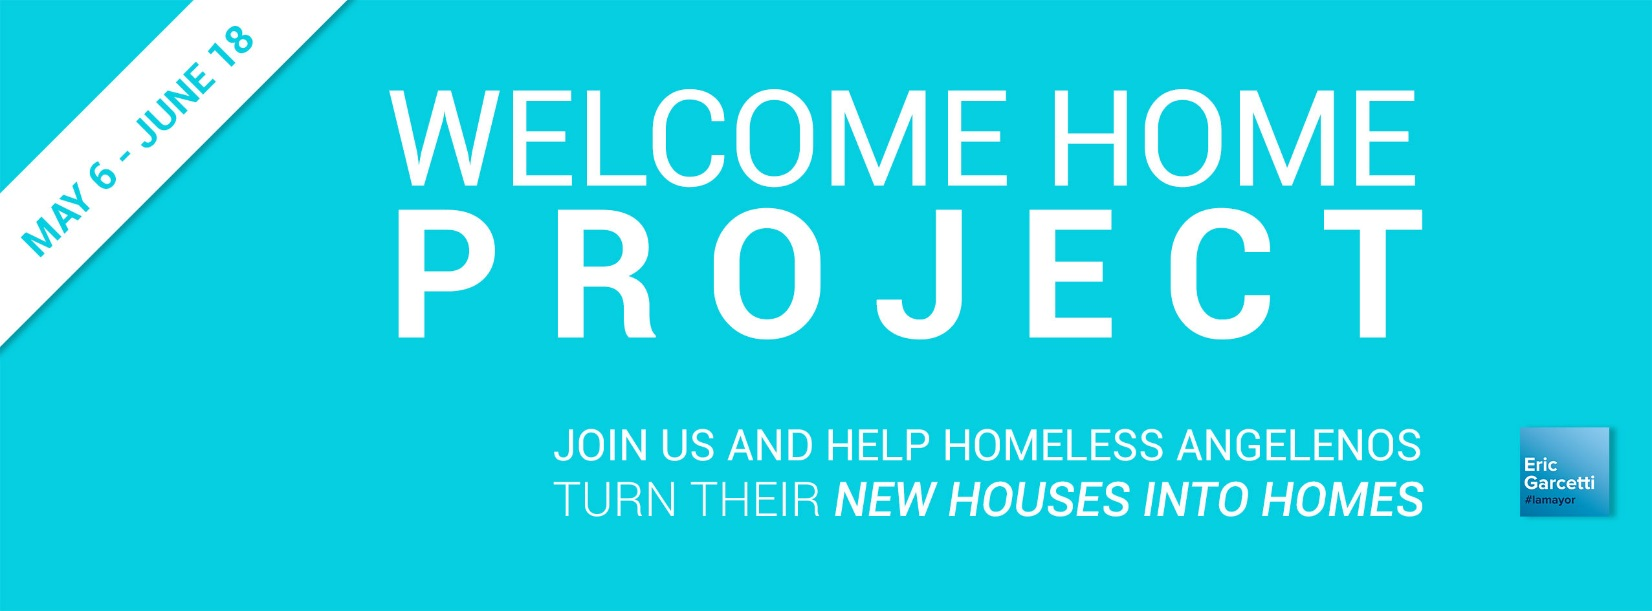 MAY 6 - JUNE 18
WELCOME HOME
PROJECT
JOIN US AND HELP HOMELESS ANGELENOS
TURN THEIR NEW HOUSES INTO HOMES
Eric
Garcetti
#lamayor